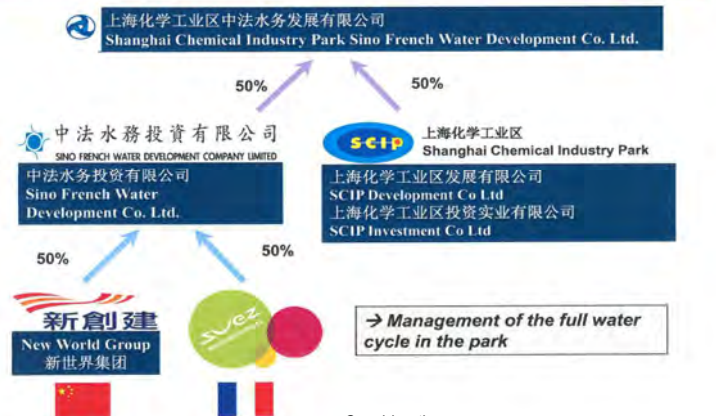 上海化学工业区中法水务发展有限公司
Shanghai Chemical Industry Park Sino French Water Development Co. Ltd.
50%
50%
中法水務投資有限公司
SINO FRENCH WATER DEVELOPMENT COMPANY LIMITED
中法水务投资有限公司
Sino French Water
Development Co. Ltd.
SCIP
上海化学工业区
Shanghai Chemical Industry Park
上海化学工业区发展有限公司
SCIP Development Co Ltd
上海化学工业区投资实业有限公司
SCIP Investment Co Ltd
50%
50%
新創建
New World Group
新世界集团
suez
→ Management of the full water
cycle in the park